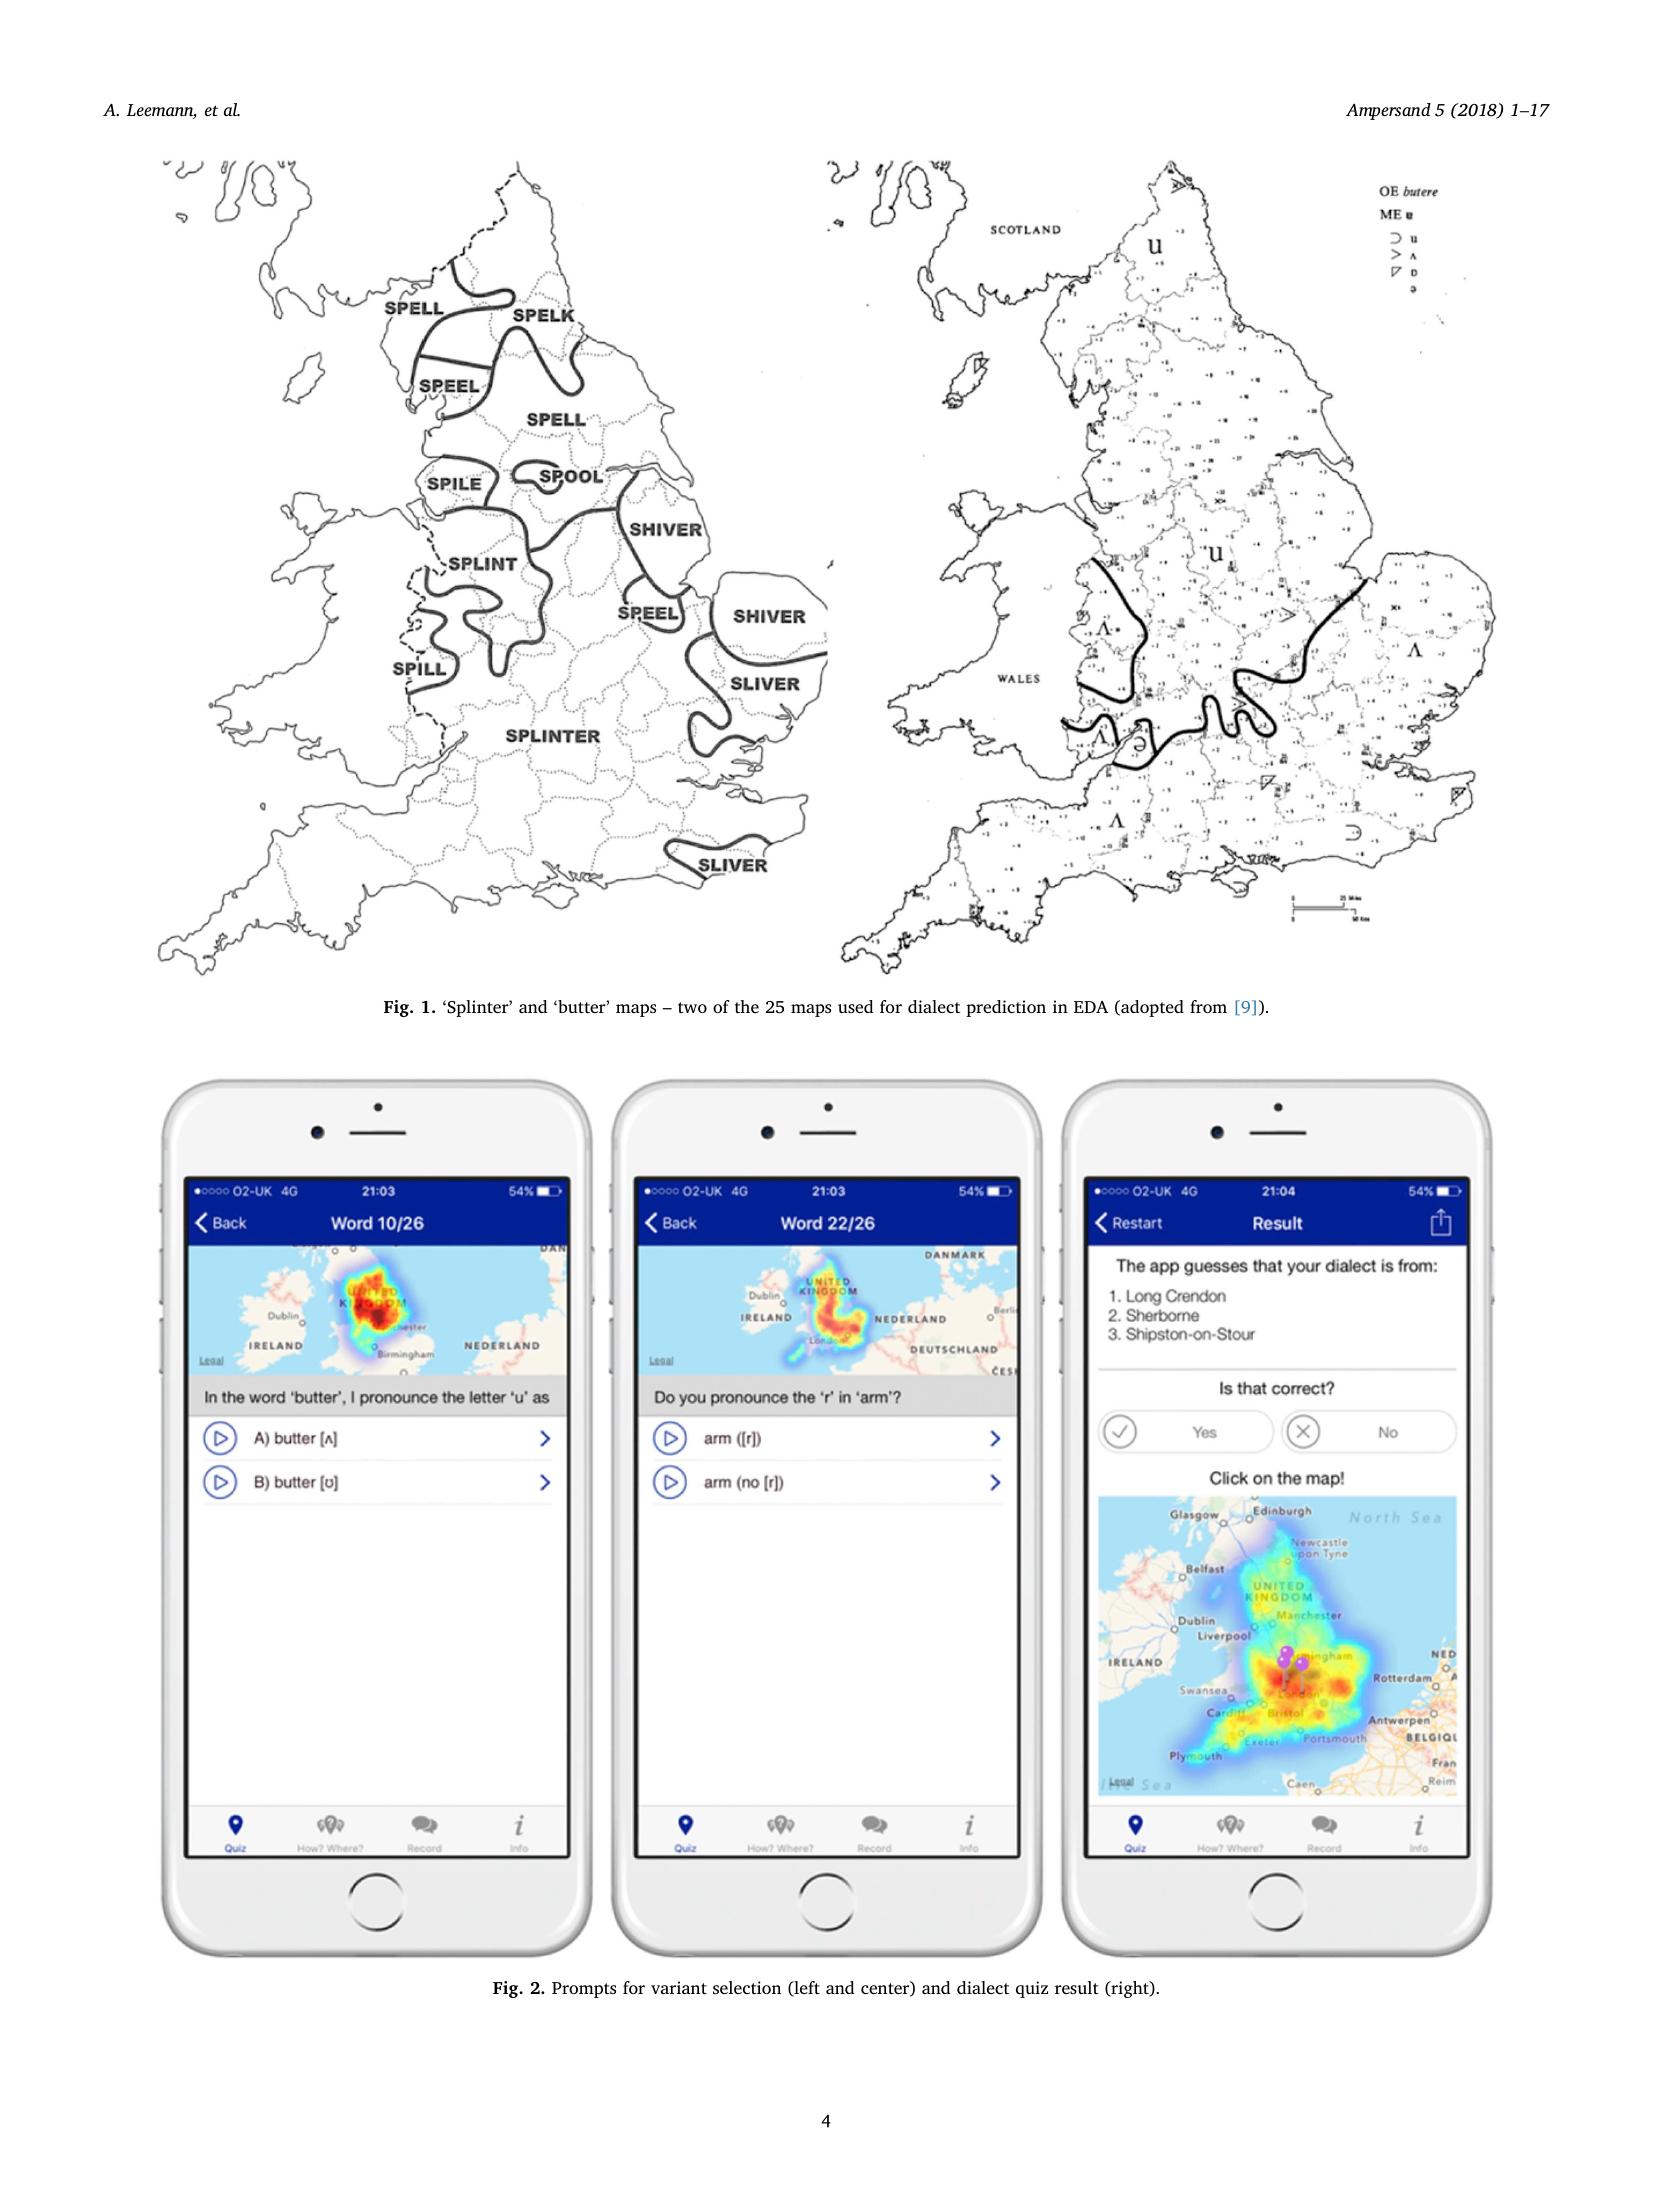 A. Leemann, et al.
Ampersand 5 (2018) 1–17
SPELL
SPELK
SPEEL
SPELL
SPILE
SPOOL
SHIVER
SPLINT
SPEEL
SHIVER
SPILL
SLIVER
SPLINTER
SLIVER
OE butere
ME u
SCOTLAND
u
u
ʌ
ɒ
ə
u
ʌ
ʌ
WALES
ʌ
ə
ʌ
Fig. 1. ‘Splinter’ and ‘butter’ maps – two of the 25 maps used for dialect prediction in EDA (adopted from [9]).
O2-UK 4G 21:03 54%
Back Word 10/26
DAN
UNITED
KINGDOM
Dublin
chester
IRELAND
NEDERLAND
Birmingham
Legal
In the word ‘butter’, I pronounce the letter ‘u’ as
A) butter [ʌ]
B) butter [ʊ]
Quiz How? Where? Record Info
O2-UK 4G 21:03 54%
Back Word 22/26
DANMARK
UNITED
KINGDOM
Dublin
Berli
IRELAND
NEDERLAND
London
DEUTSCHLAND
Legal
ČESK
Do you pronounce the ‘r’ in ‘arm’?
arm ([r])
arm (no [r])
Quiz How? Where? Record Info
O2-UK 4G 21:04 54%
Restart Result
The app guesses that your dialect is from:
1. Long Crendon
2. Sherborne
3. Shipston-on-Stour
Is that correct?
Yes No
Click on the map!
Glasgow
Edinburgh
North Sea
Newcastle
upon Tyne
Belfast
UNITED
KINGDOM
Manchester
Dublin
Liverpool
IRELAND
mingham
NED
Rotterdam
Swansea
London
Cardiff
Bristol
Antwerpen
Exeter
Portsmouth
BELGIQU
Plymouth
Fran
Legal
Sea
Caen
Reim
Quiz How? Where? Record Info
Fig. 2. Prompts for variant selection (left and center) and dialect quiz result (right).
4